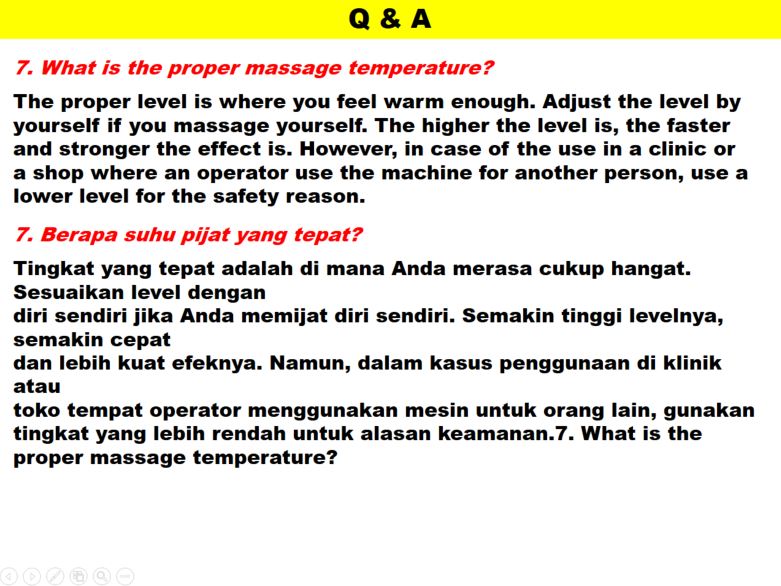 Q & A
7. What is the proper massage temperature?
The proper level is where you feel warm enough. Adjust the level by
yourself if you massage yourself. The higher the level is, the faster
and stronger the effect is. However, in case of the use in a clinic or
a shop where an operator use the machine for another person, use a
lower level for the safety reason.
7. Berapa suhu pijat yang tepat?
Tingkat yang tepat adalah di mana Anda merasa cukup hangat.
Sesuaikan level dengan
diri sendiri jika Anda memijat diri sendiri. Semakin tinggi levelnya,
semakin cepat
dan lebih kuat efeknya. Namun, dalam kasus penggunaan di klinik
atau
toko tempat operator menggunakan mesin untuk orang lain, gunakan
tingkat yang lebih rendah untuk alasan keamanan.7. What is the
proper massage temperature?